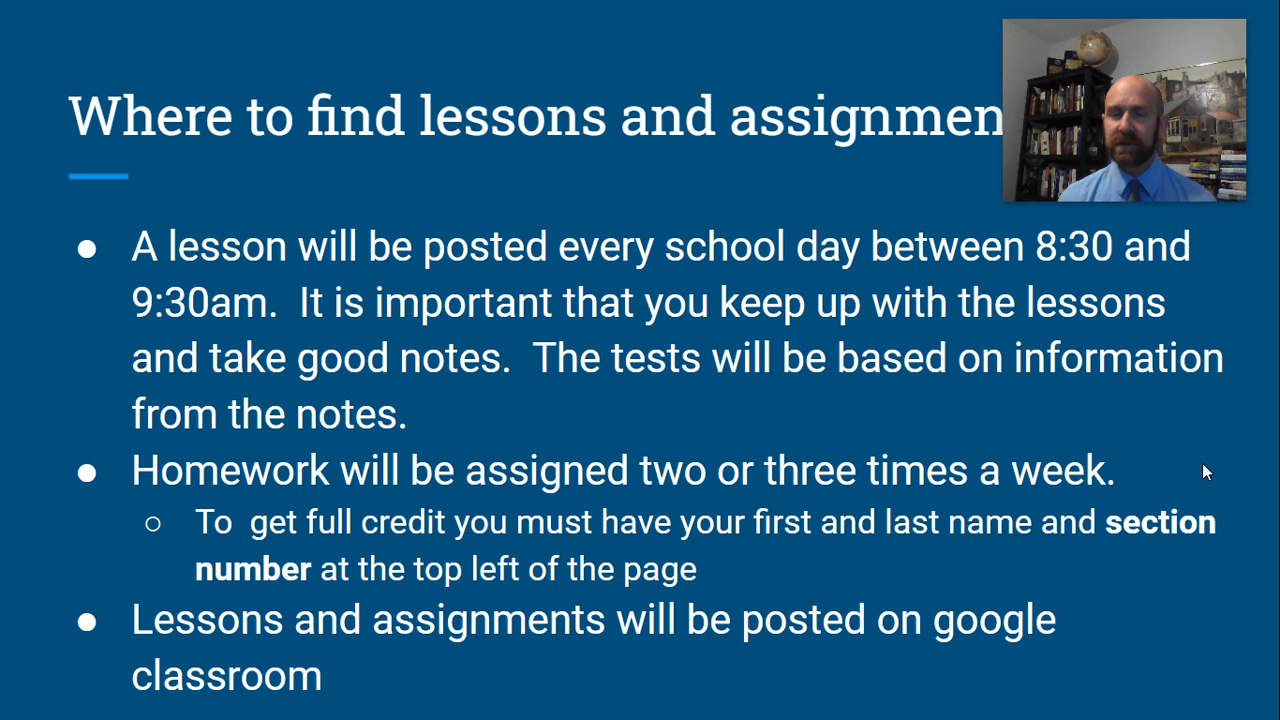 Where to find lessons and assignmen
● A lesson will be posted every school day between 8:30 and
9:30am.  It is important that you keep up with the lessons
and take good notes.  The tests will be based on information
from the notes.
● Homework will be assigned two or three times a week.
○ To  get full credit you must have your first and last name and section
number at the top left of the page
● Lessons and assignments will be posted on google
classroom